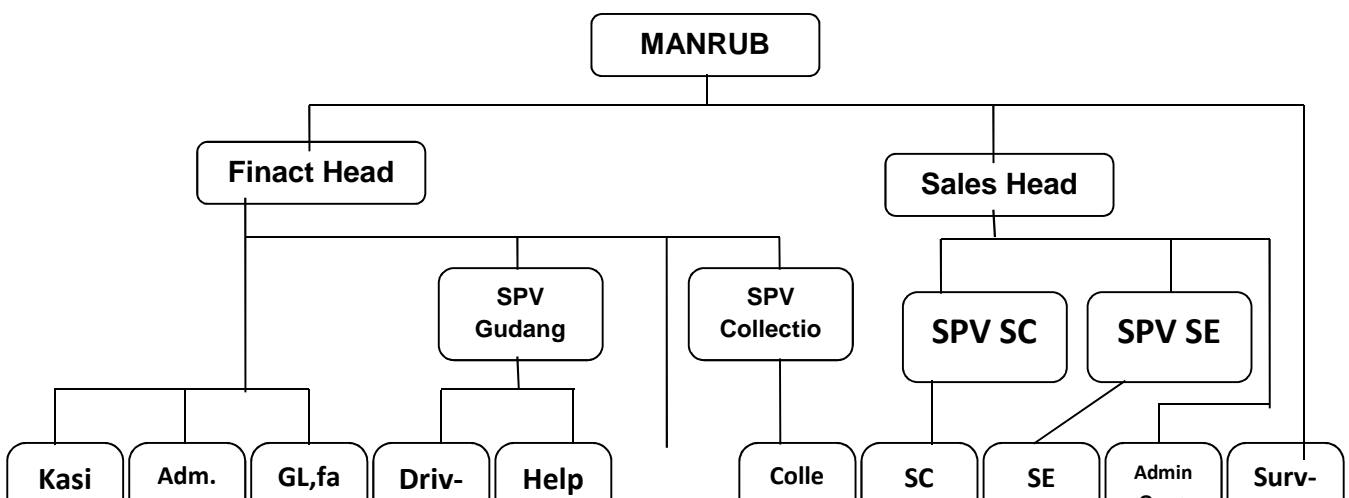 MANRUB
Finact Head
Sales Head
SPV
Gudang
SPV
Collectio
SPV SC
SPV SE
Kasi
Adm.
GL,fa
Driv-
Help
Colle
SC
SE
Admin
Surv-